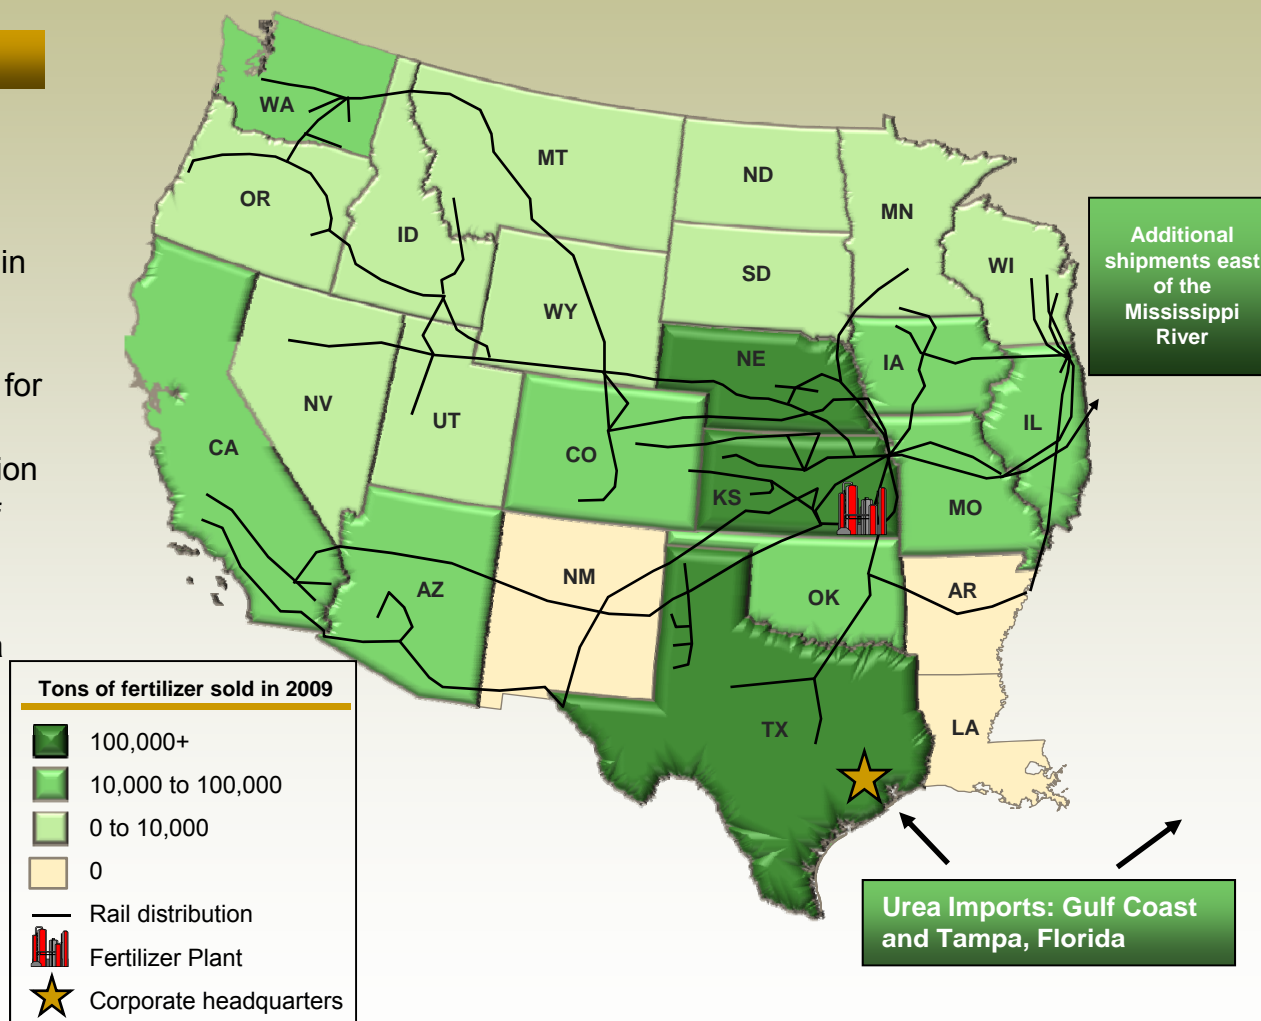 in
for
ion
WA
MT
ND
MN
OR
ID
SD
WI
WY
NE
IA
NV
UT
CO
IL
CA
KS
MO
AZ
NM
OK
AR
TX
LA
Additional
shipments east
of the
Mississippi
River
Urea Imports: Gulf Coast
and Tampa, Florida
Tons of fertilizer sold in 2009
100,000+
10,000 to 100,000
0 to 10,000
0
Rail distribution
Fertilizer Plant
Corporate headquarters